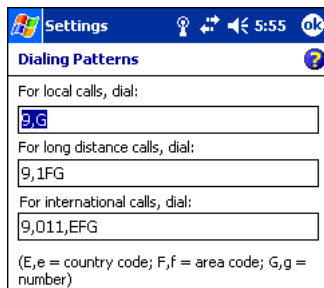 Settings 5:55 ok
Dialing Patterns ?
For local calls, dial:
9,G
For long distance calls, dial:
9,1FG
For international calls, dial:
9,011,EFG
(E,e = country code; F,f = area code; G,g =
number)